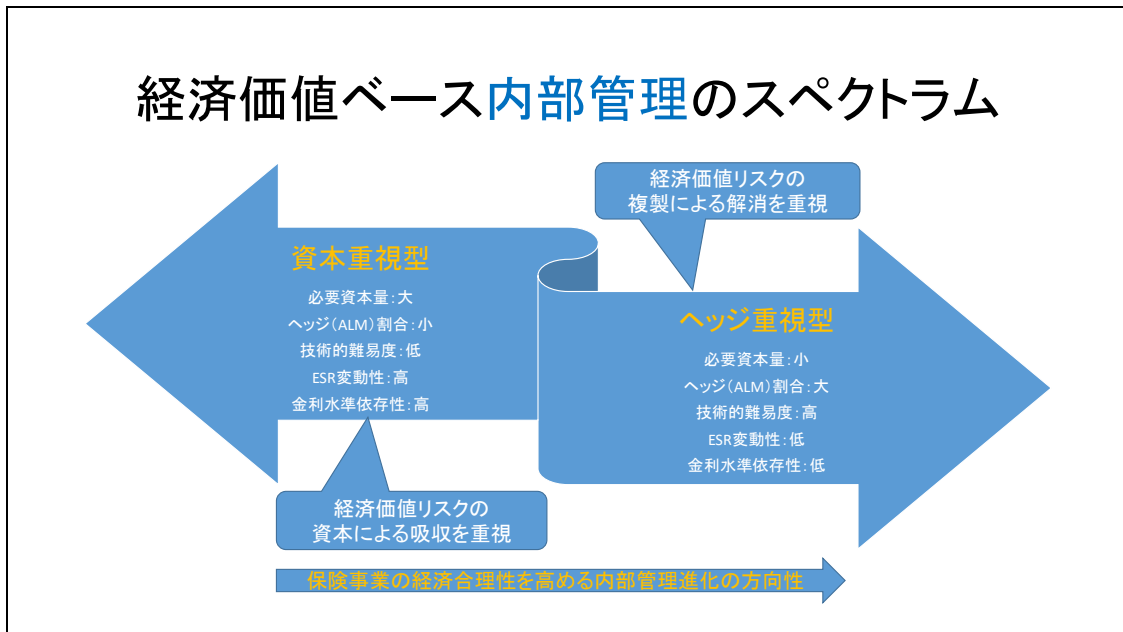 経済価値ベース内部管理のスペクトラム
経済価値リスクの
複製による解消を重視
資本重視型
必要資本量：大
ヘッジ（ALM）割合：小
技術的難易度：低
ESR変動性：高
金利水準依存性：高
ヘッジ重視型
必要資本量：小
ヘッジ（ALM）割合：大
技術的難易度：高
ESR変動性：低
金利水準依存性：低
経済価値リスクの
資本による吸収を重視
保険事業の経済合理性を高める内部管理進化の方向性